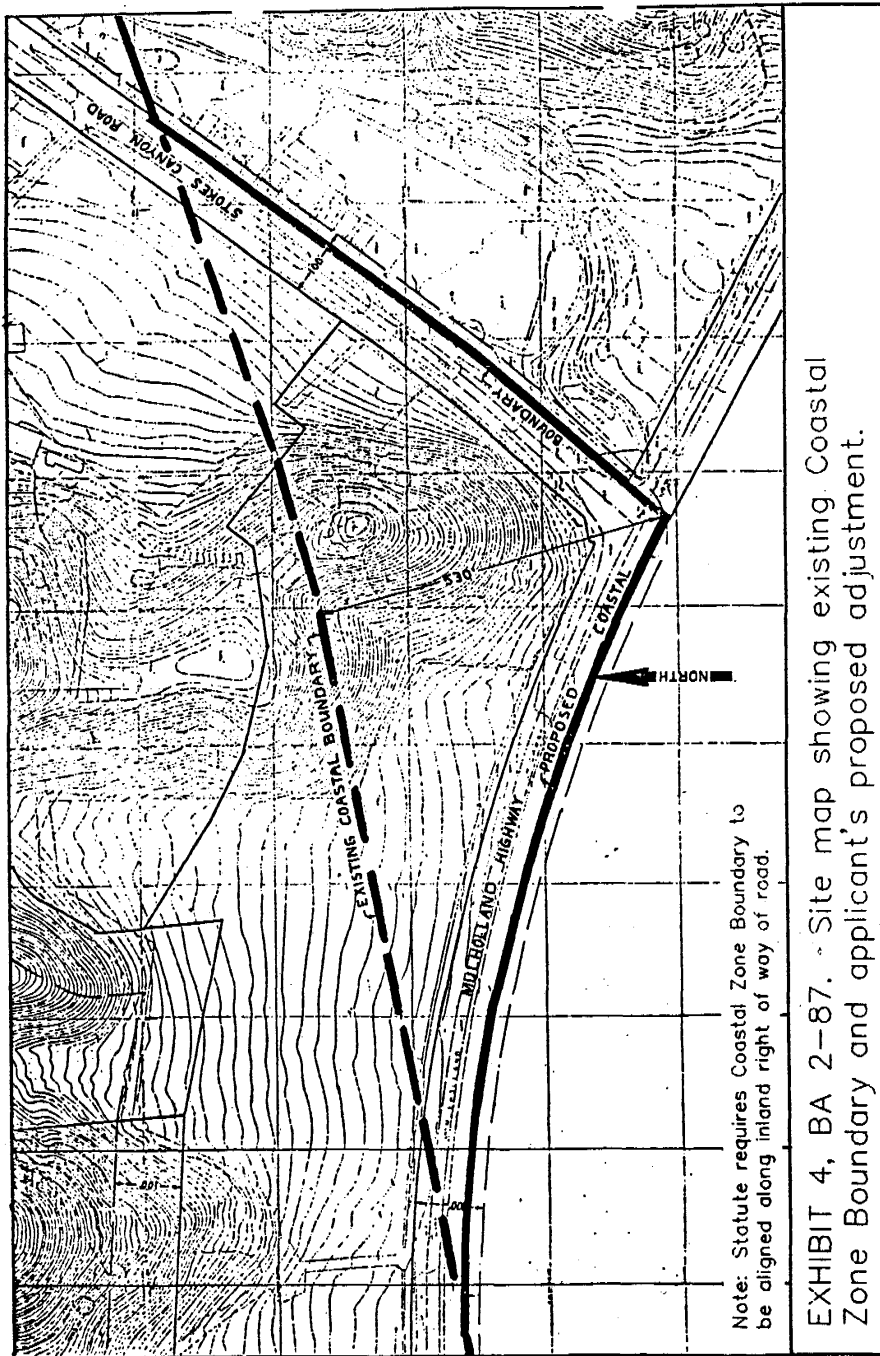 STOKES CANYON ROAD
100
BOUNDARY
EXISTING COASTAL BOUNDARY
530
MULHOLLAND HIGHWAY
PROPOSED
COASTAL
NORTH
100
100
Note: Statute requires Coastal Zone Boundary to
be aligned along inland right of way of road.
EXHIBIT 4, BA 2-87. - Site map showing existing Coastal
Zone Boundary and applicant's proposed adjustment.